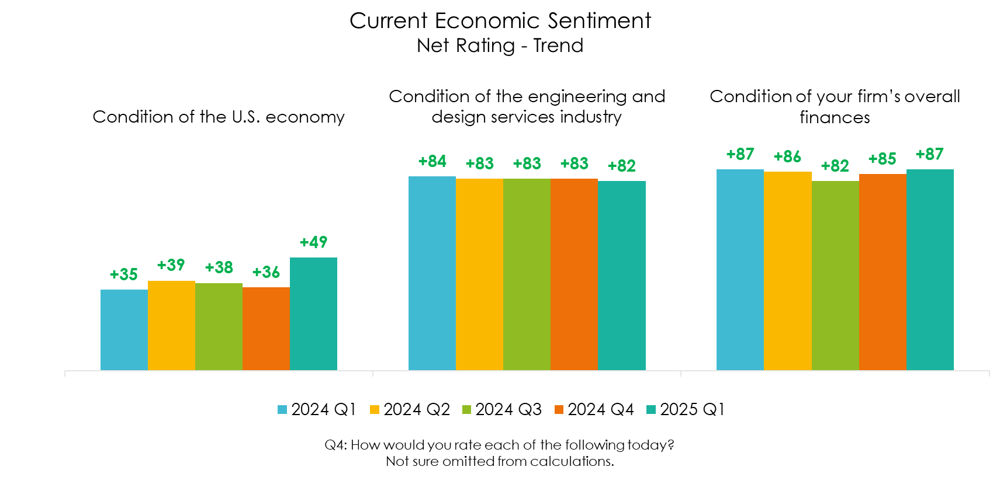 Current Economic Sentiment
Net Rating - Trend
Condition of the U.S. economy
Condition of the engineering and
design services industry
Condition of your firm’s overall
finances
+35
+39
+38
+36
+49
+84
+83
+83
+83
+82
+87
+86
+82
+85
+87
2024 Q1
2024 Q2
2024 Q3
2024 Q4
2025 Q1
Q4: How would you rate each of the following today?
Not sure omitted from calculations.